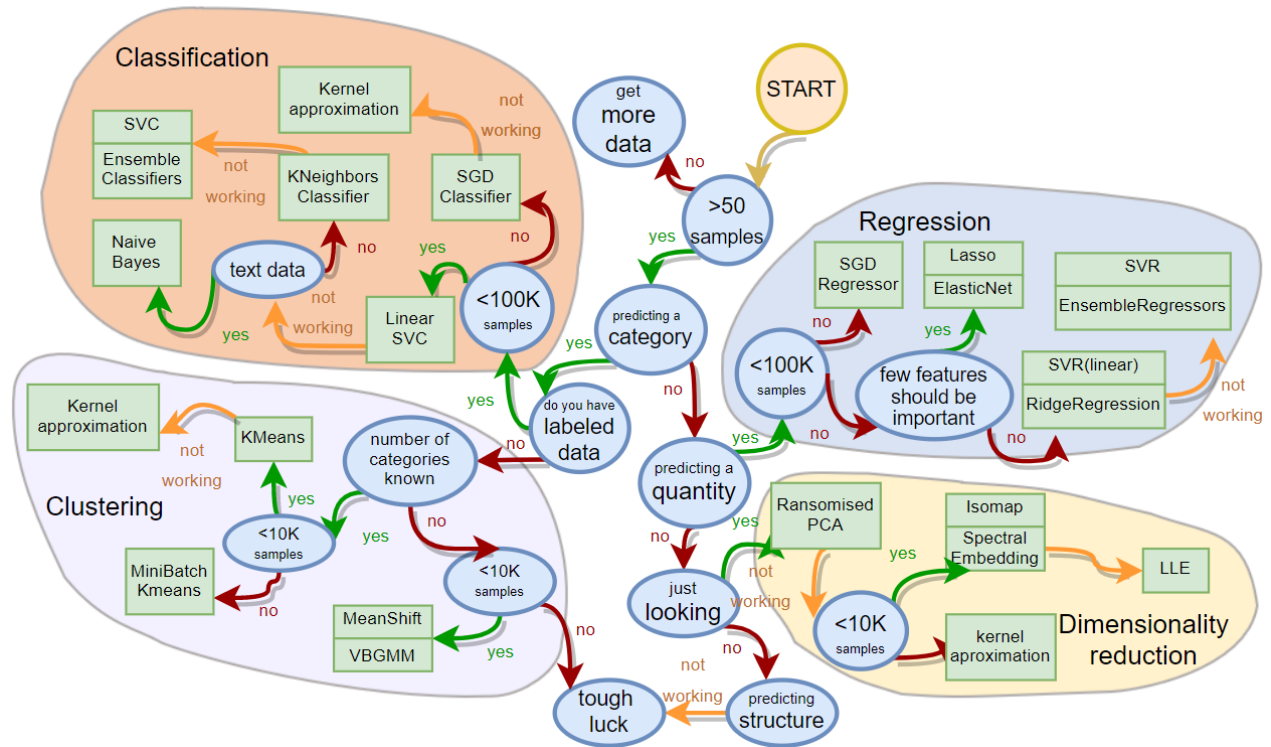 Classification
START
get
more
data
no
>50
samples
yes
Kernel
approximation
not
working
SVC
Ensemble
Classifiers
not
working
KNeighbors
Classifier
SGD
Classifier
no
no
Naive
Bayes
text data
yes
not
working
Linear
SVC
yes
<100K
samples
predicting a
category
yes
no
yes
do you have
labeled
data
no
Regression
SGD
Regressor
Lasso
ElasticNet
SVR
EnsembleRegressors
no
yes
<100K
samples
few features
should be
important
SVR(linear)
RidgeRegression
not
working
no
no
yes
predicting a
quantity
no
Kernel
approximation
KMeans
not
working
number of
categories
known
Clustering
yes
<10K
samples
yes
no
MiniBatch
Kmeans
no
<10K
samples
MeanShift
VBGMM
yes
no
just
looking
yes
no
Ransomised
PCA
not
working
Isomap
Spectral
Embedding
yes
LLE
<10K
samples
no
kernel
aproximation
Dimensionality
reduction
tough
luck
not
working
predicting
structure